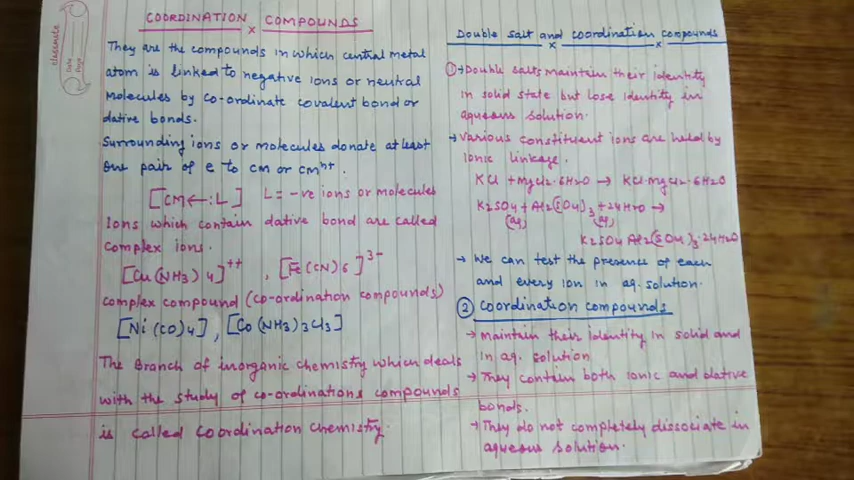 classmate
Date
Page
COORDINATION COMPOUNDS
They are the compounds in which central metal
atom is linked to negative ions or neutral
molecules by co-ordinate covalent bond or
dative bonds.
Surrounding ions or molecules donate at least
one pair of e to CM or CMⁿ⁺.
[CM←:L] L = -ve ions or molecules
Ions which contain dative bond are called
complex ions.
[Cu(NH3)4]⁺⁺, [Fe(CN)6]³⁻
complex compound (co-ordination compounds)
[Ni(CO)4], [Co(NH3)3Cl3]
The Branch of inorganic chemistry which deals
with the study of co-ordinations compounds
is called Coordination chemistry.
Double salt and coordination compounds
① → Double salts maintain their identity
in solid state but lose identity in
aqueous solution.
→ Various constituent ions are held by
Ionic linkage.
KCl + MgCl2·6H2O → KCl·MgCl2·6H2O
K2SO4 + Al2(SO4)3 + 24H2O →
(aq) (aq)
K2SO4 Al2(SO4)3·24H2O
→ We can test the presence of each
and every ion in aq. solution.
② Coordination compounds
→ Maintain their identity in solid and
in aq. solution
→ They contain both ionic and dative
bonds.
→ They do not completely dissociate in
aqueous solution.